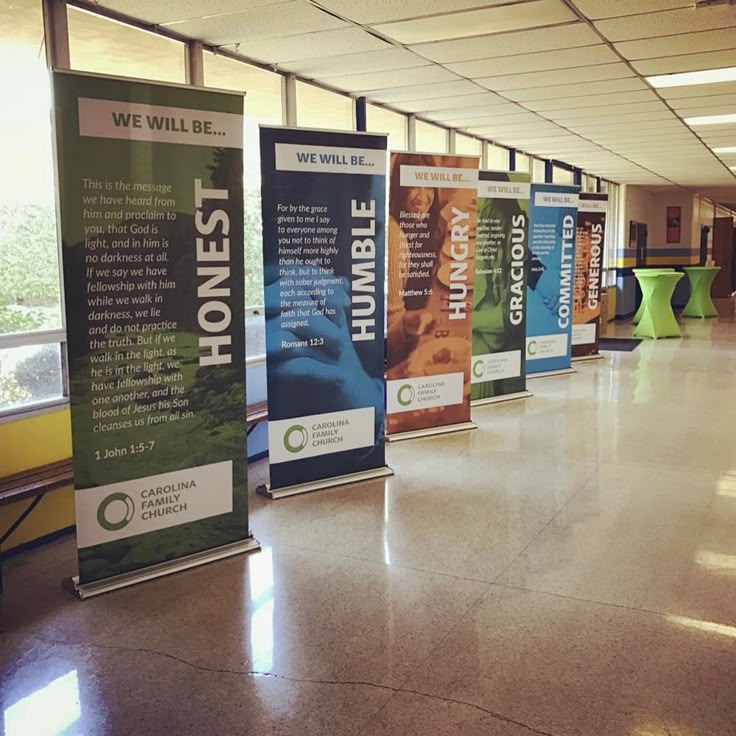 WE WILL BE...
This is the message
we have heard from
him and proclaim to
you, that God is
light, and in him is
no darkness at all.
If we say we have
fellowship with him
while we walk in
darkness, we lie
and do not practice
the truth. But if we
walk in the light, as
he is in the light, we
have fellowship with
one another, and the
blood of Jesus his Son
cleanses us from all sin.
1 John 1:5-7
HONEST
CAROLINA
FAMILY
CHURCH
WE WILL BE...
For by the grace
given to me I say
to everyone among
you not to think of
himself more highly
than he ought to
think, but to think
with sober judgment,
each according to
the measure of
faith that God has
assigned.
Romans 12:3
HUMBLE
CAROLINA
FAMILY
CHURCH
WE WILL BE...
Blessed are
those who
hunger and
thirst for
righteousness,
for they shall
be satisfied.
Matthew 5:6
HUNGRY
CAROLINA
FAMILY
CHURCH
WE WILL BE...
GRACIOUS
CAROLINA
FAMILY
CHURCH
WE WILL BE...
COMMITTED
CAROLINA
FAMILY
CHURCH
WE WILL BE...
GENEROUS